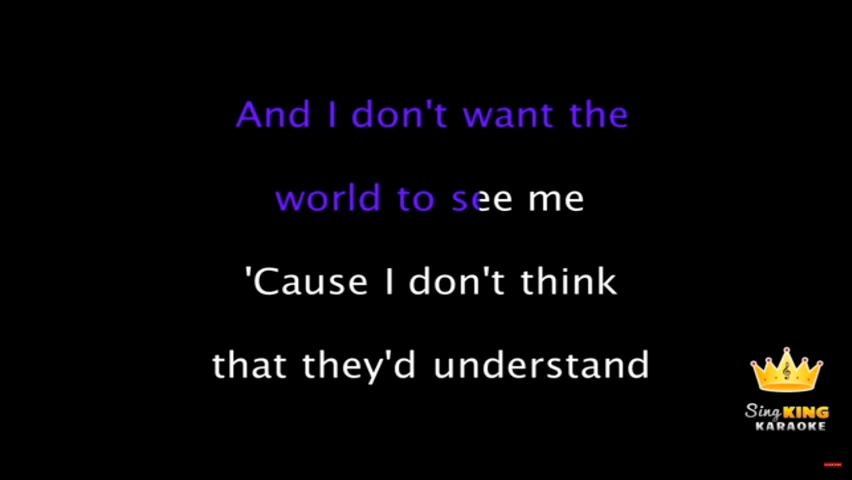 And I don't want the
world to see me
'Cause I don't think
that they'd understand
Sing KING
KARAOKE